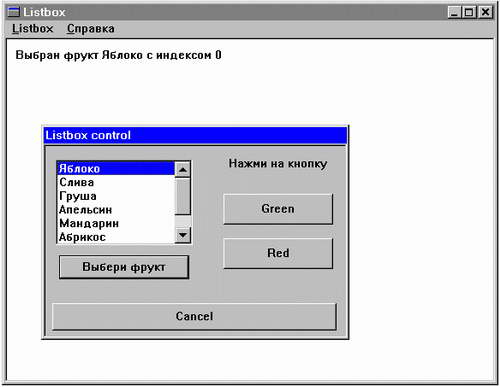 Listbox
Listbox Справка
Выбран фрукт Яблоко с индексом 0
Listbox control
Яблоко
Слива
Груша
Апельсин
Мандарин
Абрикос
Выбери фрукт
Нажми на кнопку
Green
Red
Cancel